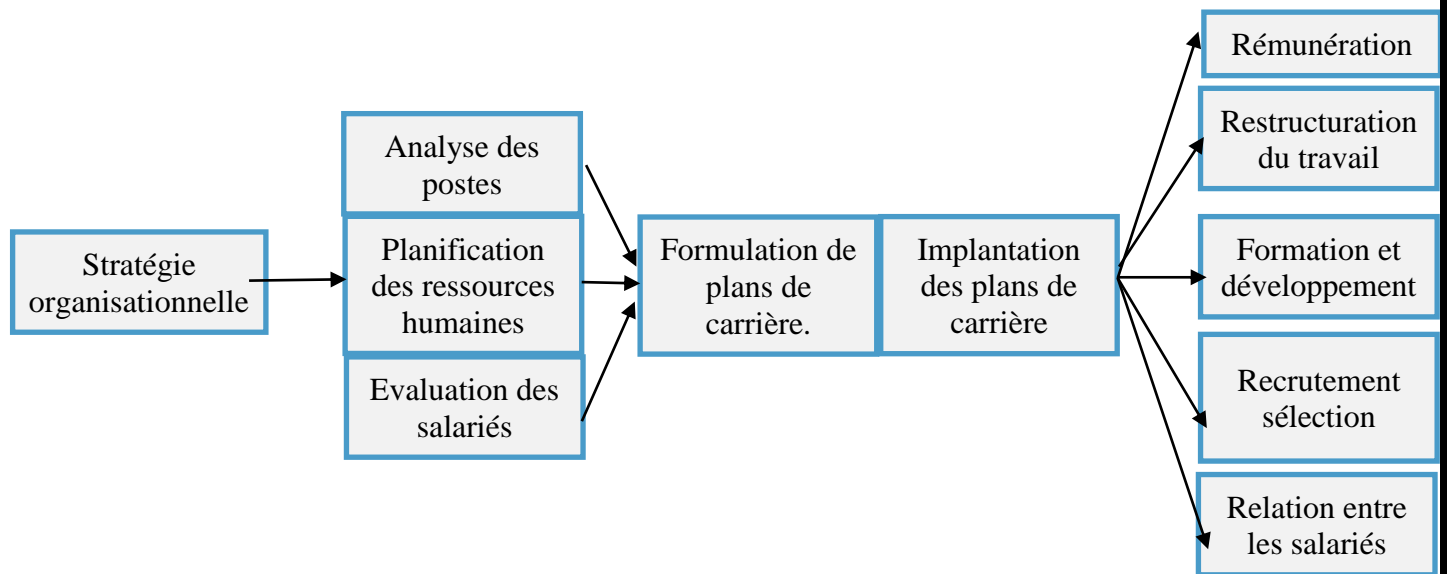 Stratégie
organisationnelle
Analyse des
postes
Planification
des ressources
humaines
Evaluation des
salariés
Formulation de
plans de
carrière.
Implantation
des plans de
carrière
Rémunération
Restructuration
du travail
Formation et
développement
Recrutement
sélection
Relation entre
les salariés